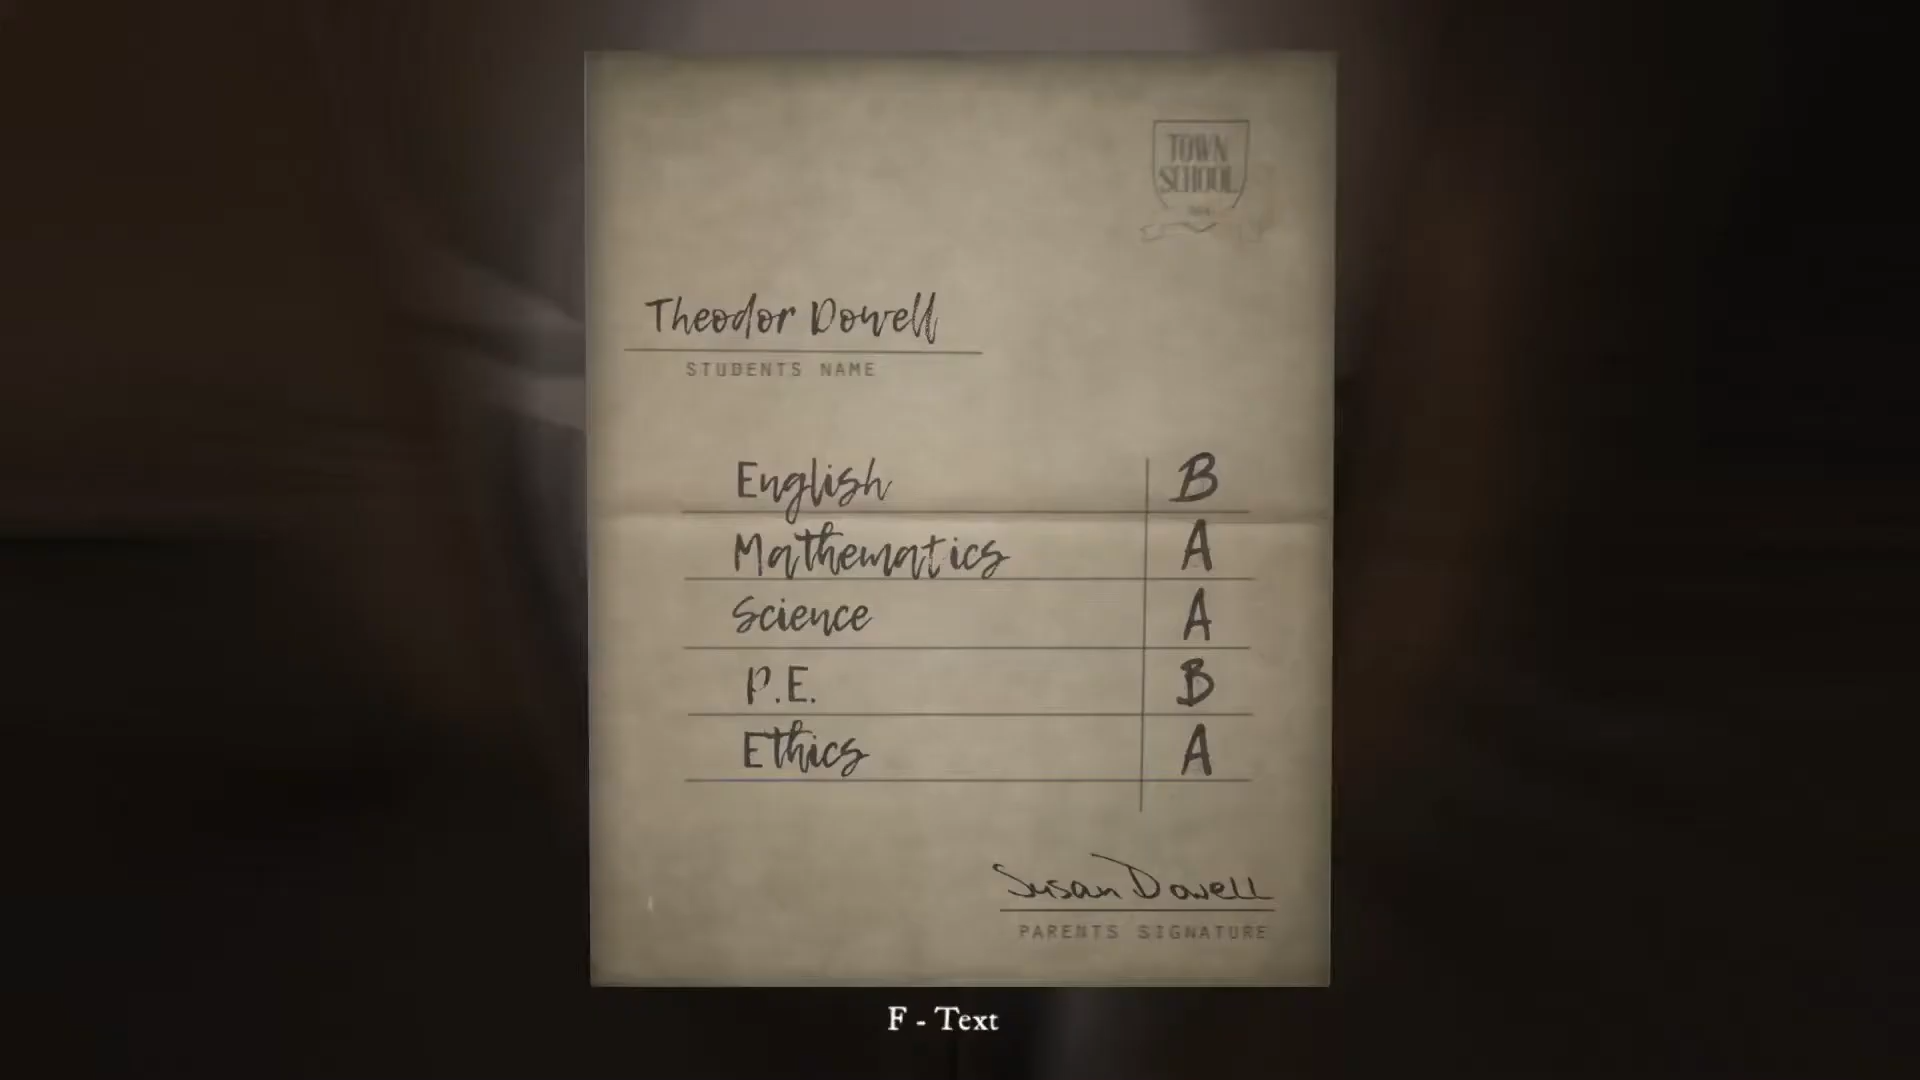 TOWN
SCHOOL
Theodor Dowell
STUDENTS NAME
English B
Mathematics A
Science A
P.E. B
Ethics A
Susan Dowell
PARENTS SIGNATURE
F - Text